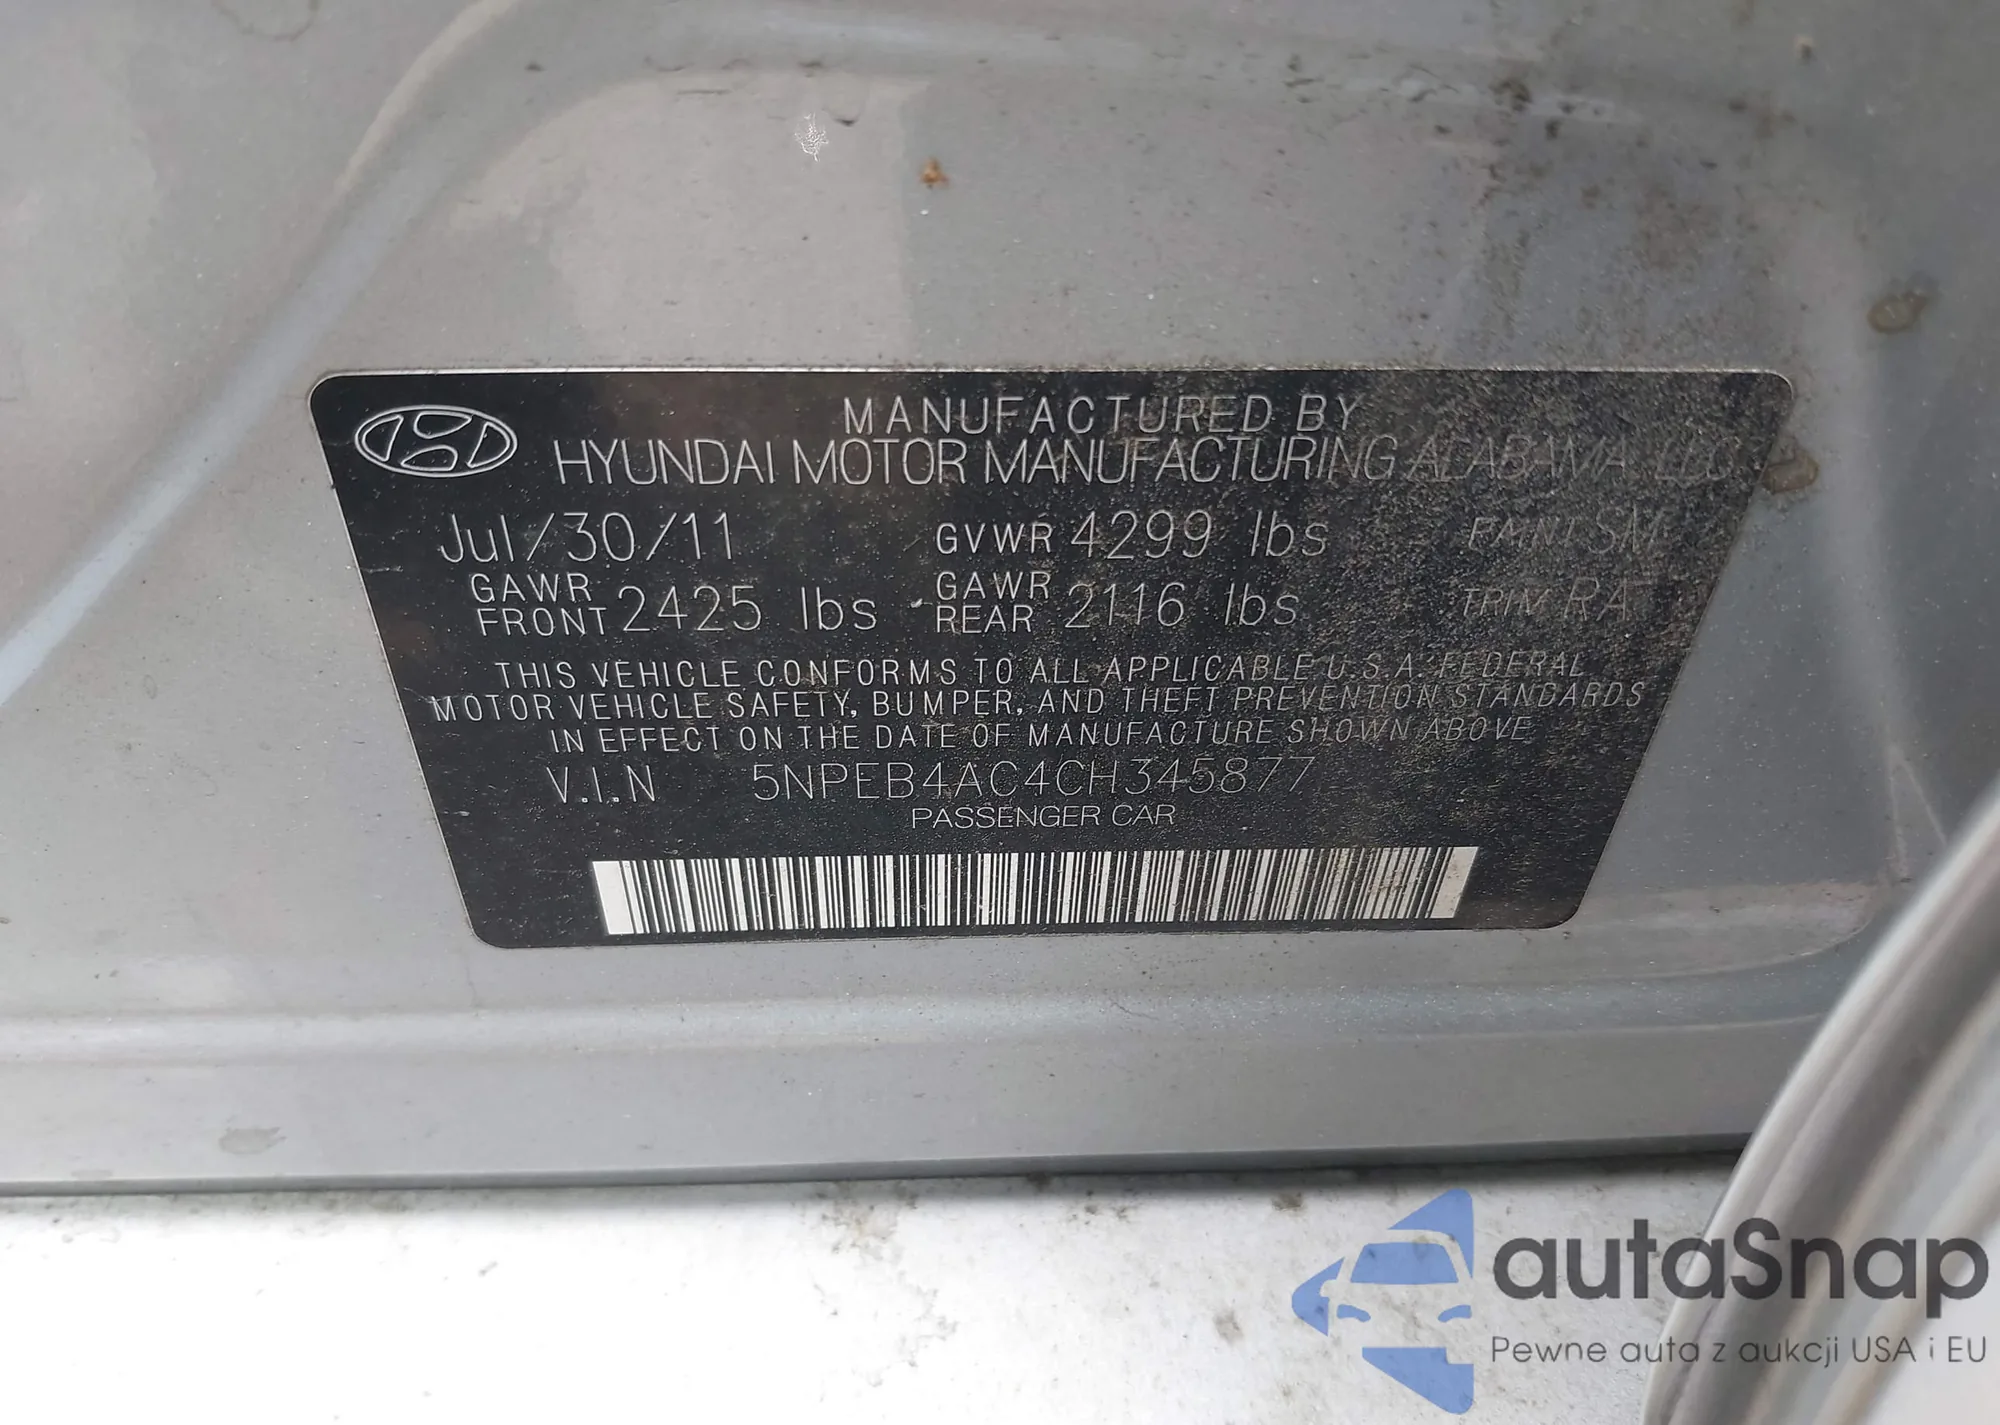 MANUFACTURED BY
HYUNDAI MOTOR MANUFACTURING ALABAMA, LLC
Jul/30/11 GVWR 4299 lbs PAINT SM
GAWR FRONT 2425 lbs GAWR REAR 2116 lbs TRIM RAT
THIS VEHICLE CONFORMS TO ALL APPLICABLE U.S.A. FEDERAL
MOTOR VEHICLE SAFETY, BUMPER, AND THEFT PREVENTION STANDARDS
IN EFFECT ON THE DATE OF MANUFACTURE SHOWN ABOVE
V.I.N 5NPEB4AC4CH345877
PASSENGER CAR
autaSnap
Pewne auta z aukcji USA i EU